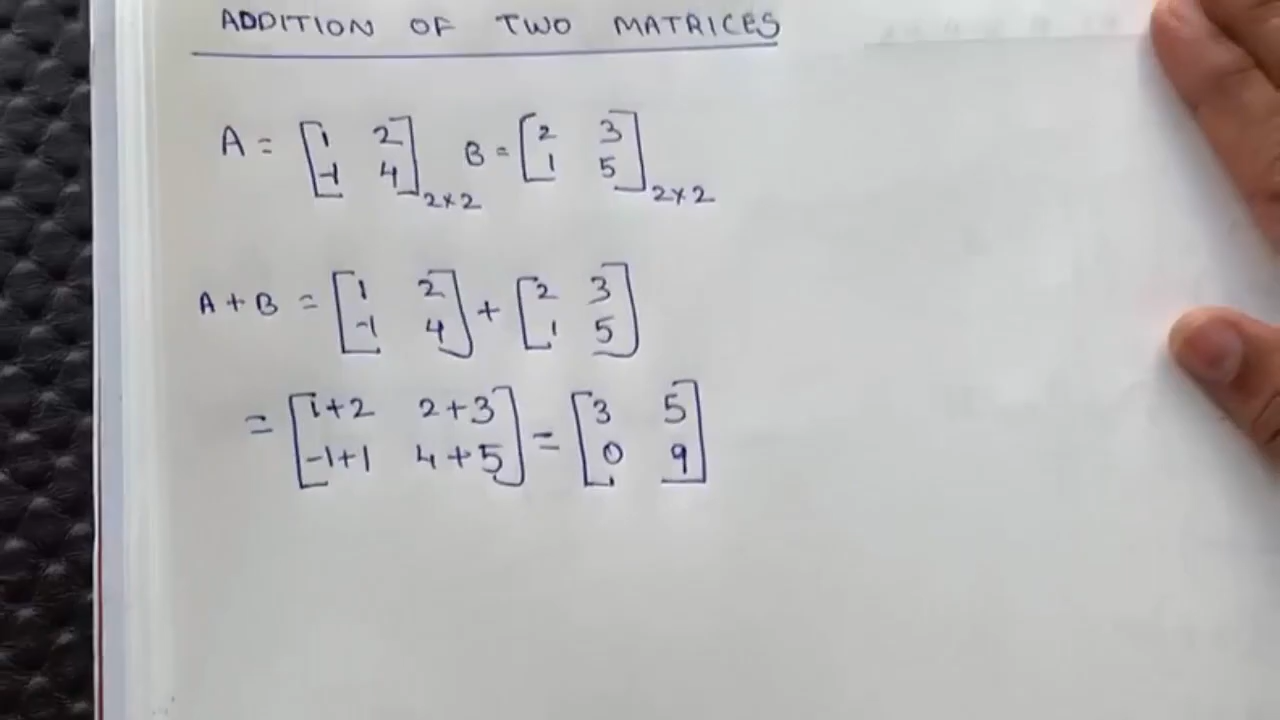 ADDITION OF TWO MATRICES
A = [1 2 B = [2 3
-1 4]2×2 1 5]2×2
A + B = [1 2 + [2 3
-1 4] 1 5]
= [1+2 2+3 = [3 5
-1+1 4+5] 0 9]